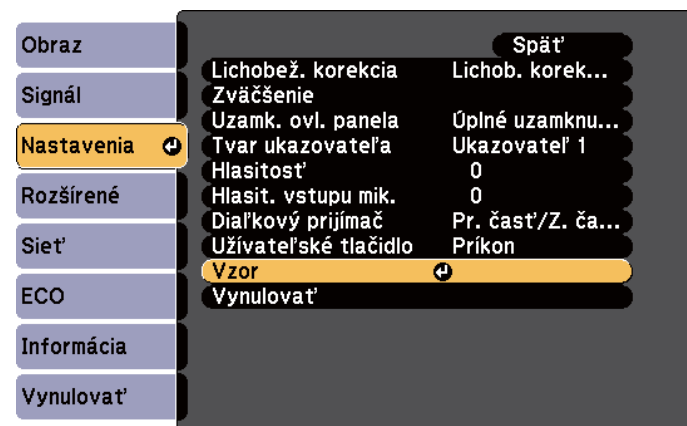 Obraz
Signál
Nastavenia
Rozšírené
Sieť
ECO
Informácia
Vynulovať
Späť
Lichobež. korekcia Lichob. korek...
Zväčšenie
Uzamk. ovl. panela Úplné uzamknu...
Tvar ukazovateľa Ukazovateľ 1
Hlasitosť 0
Hlasit. vstupu mik. 0
Diaľkový prijímač Pr. časť/Z. ča...
Užívateľské tlačidlo Príkon
Vzor
Vynulovať